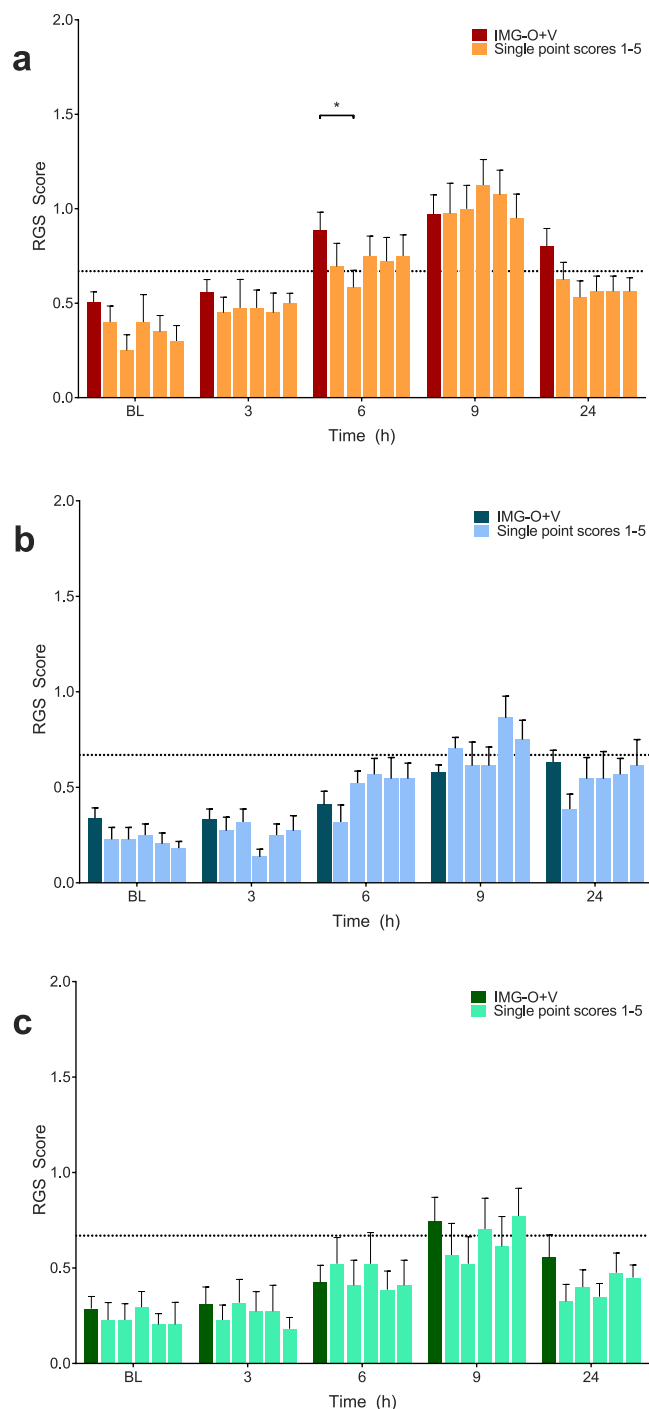 a
2.0
IMG-O+V
Single point scores 1-5
1.5
*
RGS Score
1.0
0.5
0.0
BL 3 6 9 24
Time (h)
b
2.0
IMG-O+V
Single point scores 1-5
1.5
RGS Score
1.0
0.5
0.0
BL 3 6 9 24
Time (h)
c
2.0
IMG-O+V
Single point scores 1-5
1.5
RGS Score
1.0
0.5
0.0
BL 3 6 9 24
Time (h)